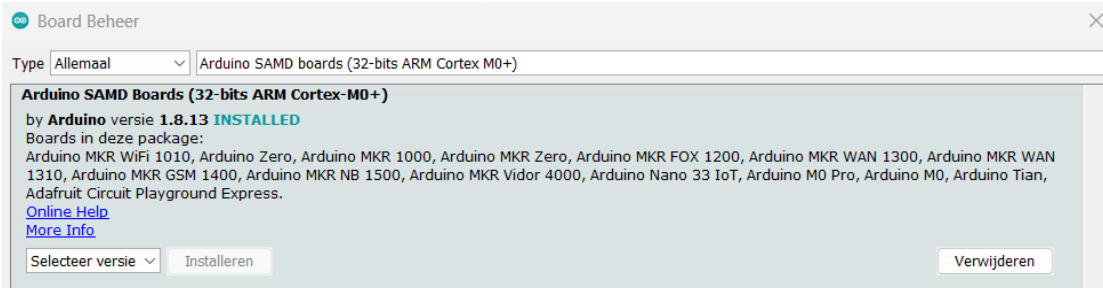 Board Beheer
Type Allemaal Arduino SAMD boards (32-bits ARM Cortex M0+)
Arduino SAMD Boards (32-bits ARM Cortex-M0+)
by Arduino versie 1.8.13 INSTALLED
Boards in deze package:
Arduino MKR WiFi 1010, Arduino Zero, Arduino MKR 1000, Arduino MKR Zero, Arduino MKR FOX 1200, Arduino MKR WAN 1300, Arduino MKR WAN
1310, Arduino MKR GSM 1400, Arduino MKR NB 1500, Arduino MKR Vidor 4000, Arduino Nano 33 IoT, Arduino M0 Pro, Arduino M0, Arduino Tian,
Adafruit Circuit Playground Express.
Online Help
More Info
Selecteer versie Installeren Verwijderen